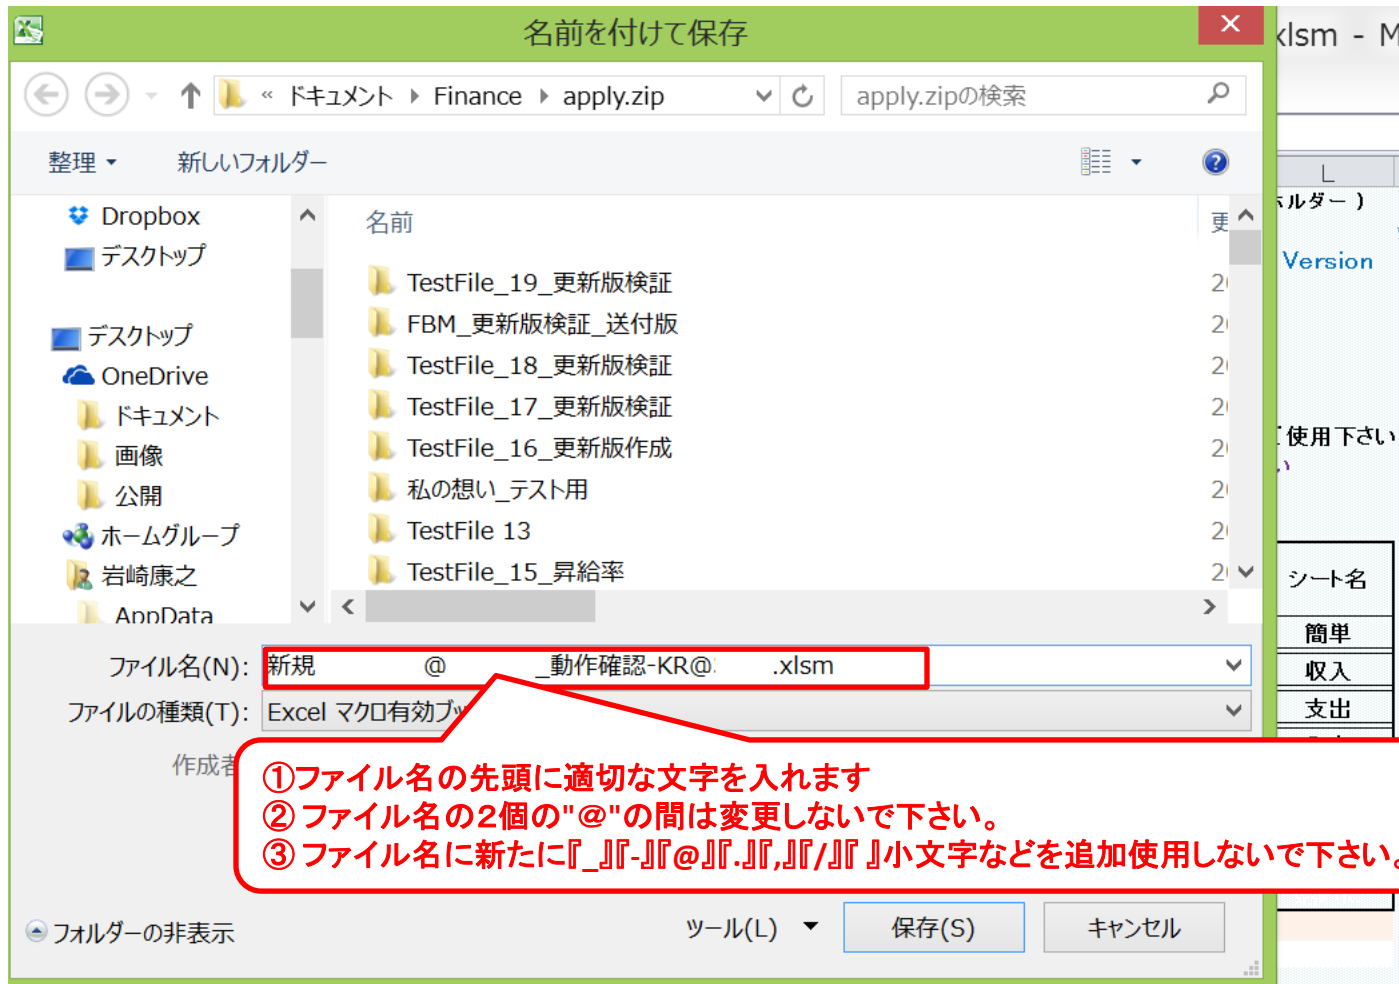 名前を付けて保存
xlsm - M
« ドキュメント ▸ Finance ▸ apply.zip
apply.zipの検索
整理
新しいフォルダー
L
ホルダー )
Version
Dropbox
デスクトップ
デスクトップ
OneDrive
ドキュメント
画像
公開
ホームグループ
岩崎康之
AppData
名前
更
TestFile_19_更新版検証
FBM_更新版検証_送付版
TestFile_18_更新版検証
TestFile_17_更新版検証
TestFile_16_更新版作成
私の想い_テスト用
TestFile 13
TestFile_15_昇給率
使用下さい
い
シート名
簡単
収入
支出
ファイル名(N): 新規 @ _動作確認-KR@ .xlsm
ファイルの種類(T): Excel マクロ有効ブッ
作成者
①ファイル名の先頭に適切な文字を入れます
②ファイル名の2個の"@"の間は変更しないで下さい。
③ファイル名に新たに『_』『-』『@』『.』『,』『/』『 』小文字などを追加使用しないで下さい。
フォルダーの非表示
ツール(L)
保存(S)
キャンセル